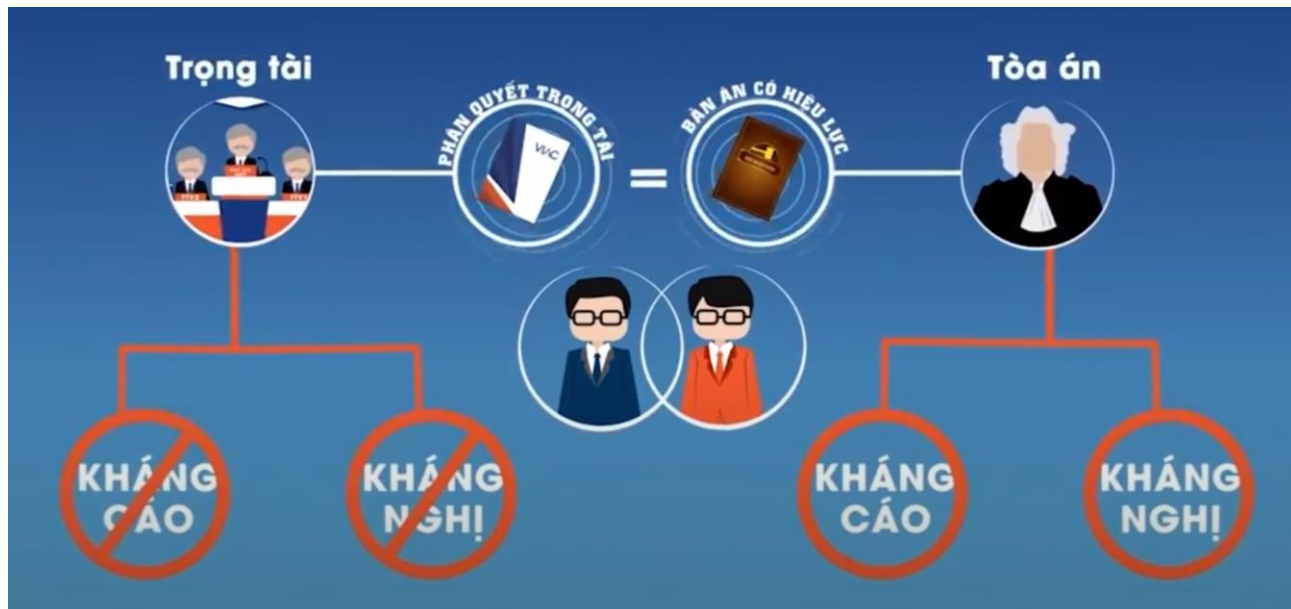 Trọng tài
Tòa án
PHÁN QUYẾT TRỌNG TÀI
VIAC
=
BẢN ÁN CÓ HIỆU LỰC
KHÁNG
CÁO
KHÁNG
NGHỊ
KHÁNG
CÁO
KHÁNG
NGHỊ